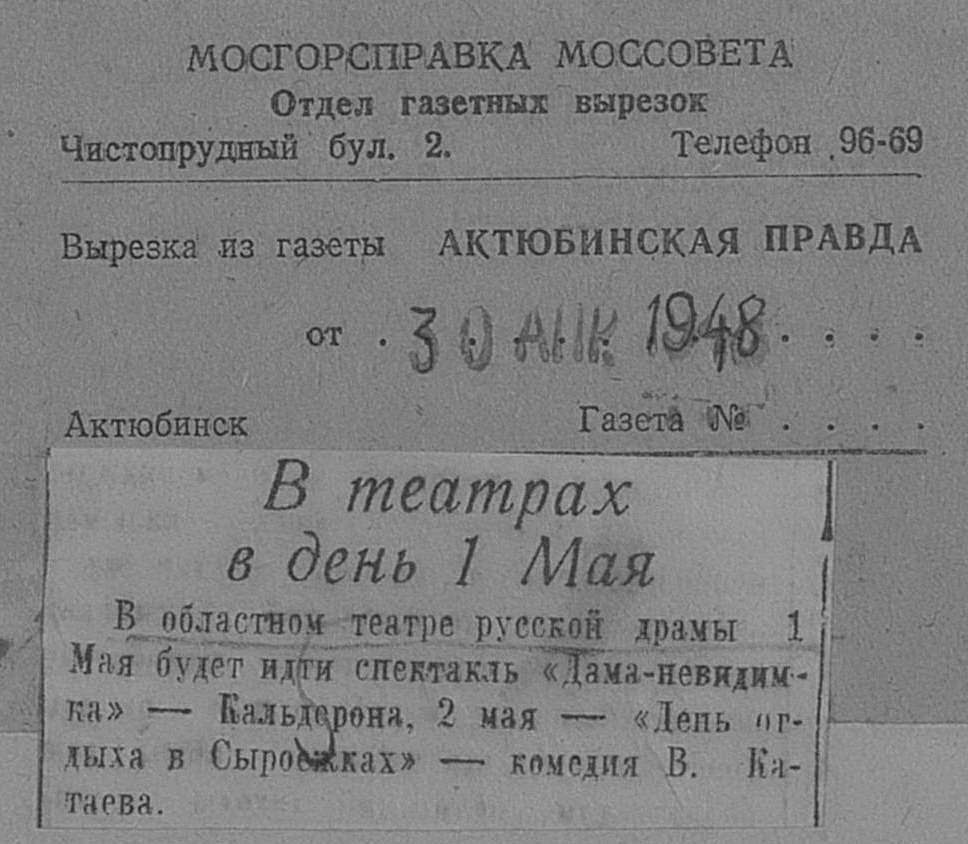 МОСГОРСПРАВКА МОССОВЕТА
Отдел газетных вырезок
Чистопрудный бул. 2. Телефон 96-69
Вырезка из газеты АКТЮБИНСКАЯ ПРАВДА
от . 30 АПР 1948 . . . .
Актюбинск Газета № . . . .
В театрах
в день 1 Мая
В областном театре русской драмы 1
Мая будет идти спектакль «Дама-невидим-
ка» — Кальдерона, 2 мая — «День от-
дыха в Сыроежках» — комедия В. Ка-
таева.